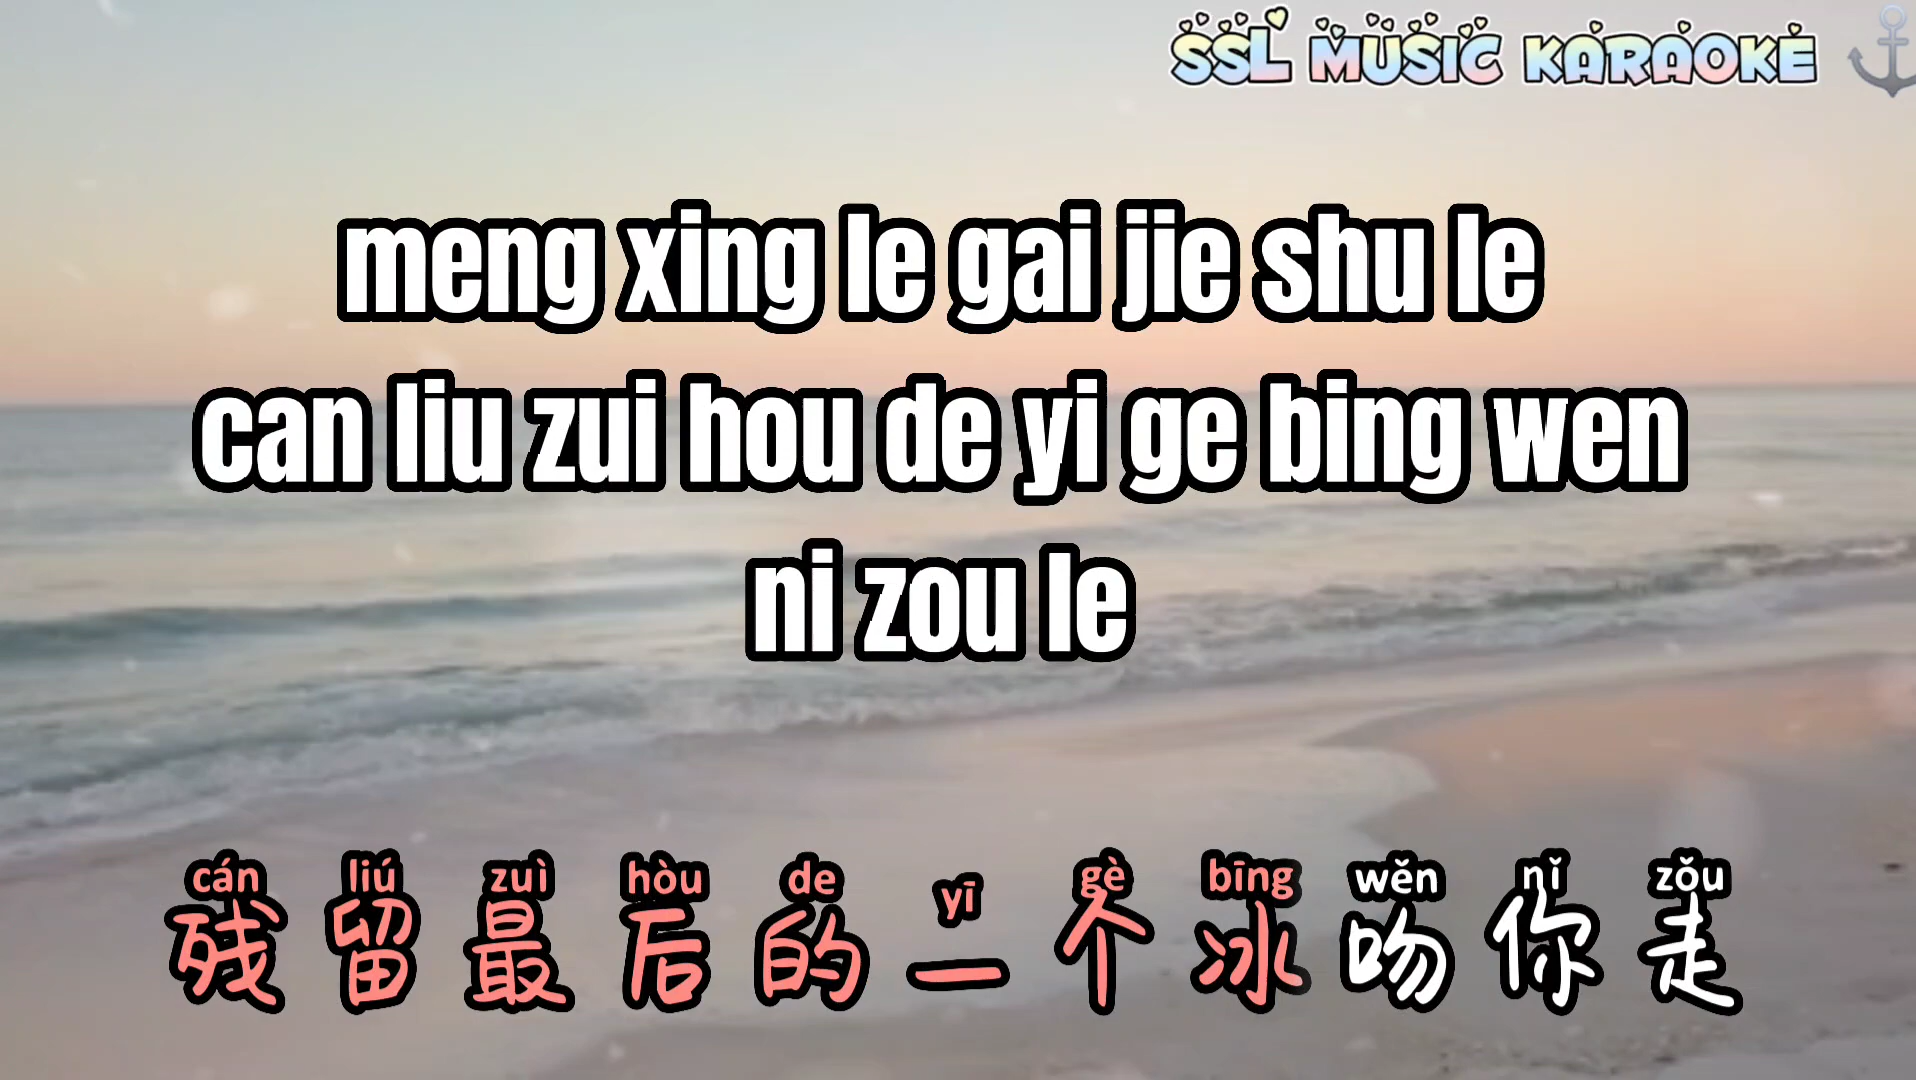 SSL MUSIC KARAOKE
meng xing le gai jie shu le
can liu zui hou de yi ge bing wen
ni zou le
cán liú zuì hòu de yī gè bīng wěn nǐ zǒu
残留最后的一个冰吻你走